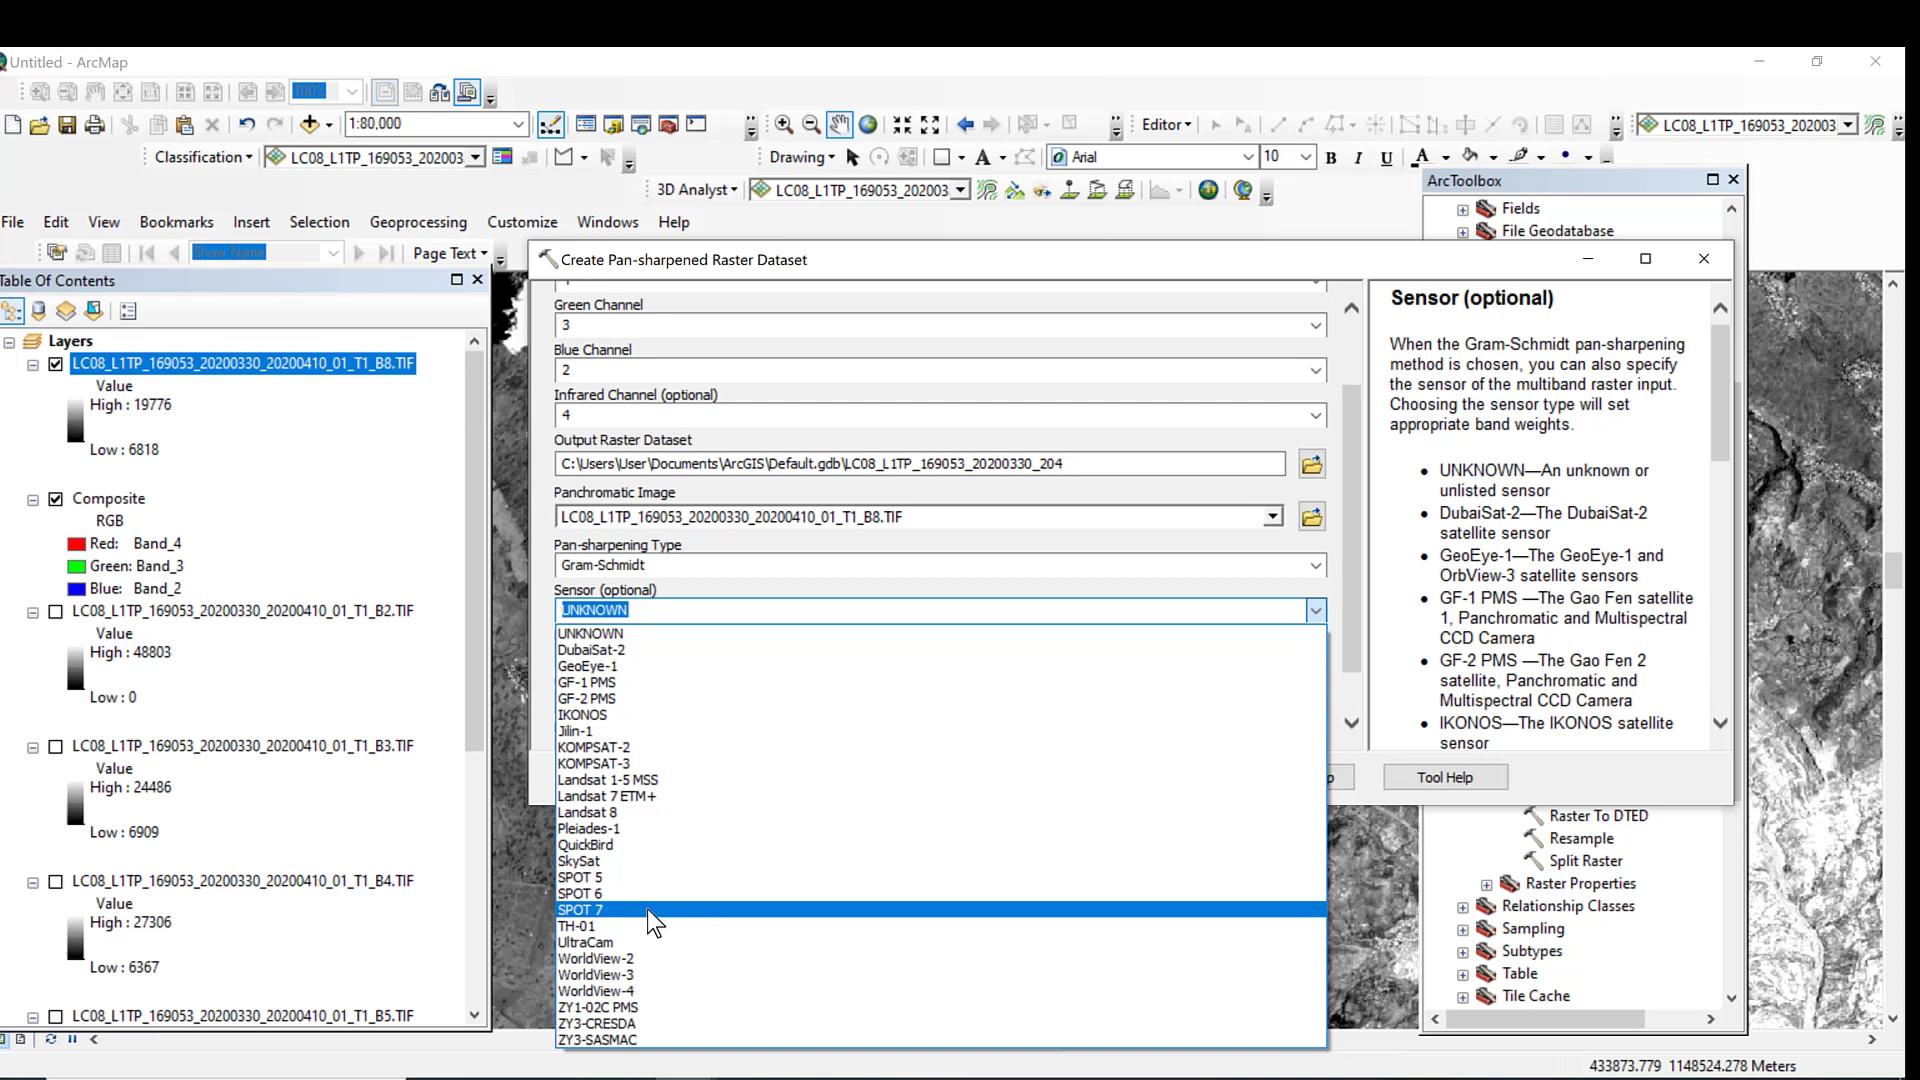 Untitled - ArcMap
100%
1:80,000
Editor
LC08_L1TP_169053_202003
Classification
LC08_L1TP_169053_202003
Drawing
Arial
10
B I U A
3D Analyst
LC08_L1TP_169053_202003
ArcToolbox
File Edit View Bookmarks Insert Selection Geoprocessing Customize Windows Help
Fields
File Geodatabase
Show Name
Page Text
Create Pan-sharpened Raster Dataset
Table Of Contents
Layers
LC08_L1TP_169053_20200330_20200410_01_T1_B8.TIF
Value
High : 19776
Low : 6818
Composite
RGB
Red: Band_4
Green: Band_3
Blue: Band_2
LC08_L1TP_169053_20200330_20200410_01_T1_B2.TIF
Value
High : 48803
Low : 0
LC08_L1TP_169053_20200330_20200410_01_T1_B3.TIF
Value
High : 24486
Low : 6909
LC08_L1TP_169053_20200330_20200410_01_T1_B4.TIF
Value
High : 27306
Low : 6367
LC08_L1TP_169053_20200330_20200410_01_T1_B5.TIF
Green Channel
3
Blue Channel
2
Infrared Channel (optional)
4
Output Raster Dataset
C:\Users\User\Documents\ArcGIS\Default.gdb\LC08_L1TP_169053_20200330_204
Panchromatic Image
LC08_L1TP_169053_20200330_20200410_01_T1_B8.TIF
Pan-sharpening Type
Gram-Schmidt
Sensor (optional)
UNKNOWN
UNKNOWN
DubaiSat-2
GeoEye-1
GF-1 PMS
GF-2 PMS
IKONOS
Jilin-1
KOMPSAT-2
KOMPSAT-3
Landsat 1-5 MSS
Landsat 7 ETM+
Landsat 8
Pleiades-1
QuickBird
SkySat
SPOT 5
SPOT 6
SPOT 7
TH-01
UltraCam
WorldView-2
WorldView-3
WorldView-4
ZY1-02C PMS
ZY3-CRESDA
ZY3-SASMAC
Sensor (optional)
When the Gram-Schmidt pan-sharpening
method is chosen, you can also specify
the sensor of the multiband raster input.
Choosing the sensor type will set
appropriate band weights.
• UNKNOWN—An unknown or
unlisted sensor
• DubaiSat-2—The DubaiSat-2
satellite sensor
• GeoEye-1—The GeoEye-1 and
OrbView-3 satellite sensors
• GF-1 PMS —The Gao Fen satellite
1, Panchromatic and Multispectral
CCD Camera
• GF-2 PMS —The Gao Fen 2
satellite, Panchromatic and
Multispectral CCD Camera
• IKONOS—The IKONOS satellite
sensor
Tool Help
Raster To DTED
Resample
Split Raster
Raster Properties
Relationship Classes
Sampling
Subtypes
Table
Tile Cache
433873.779 1148524.278 Meters